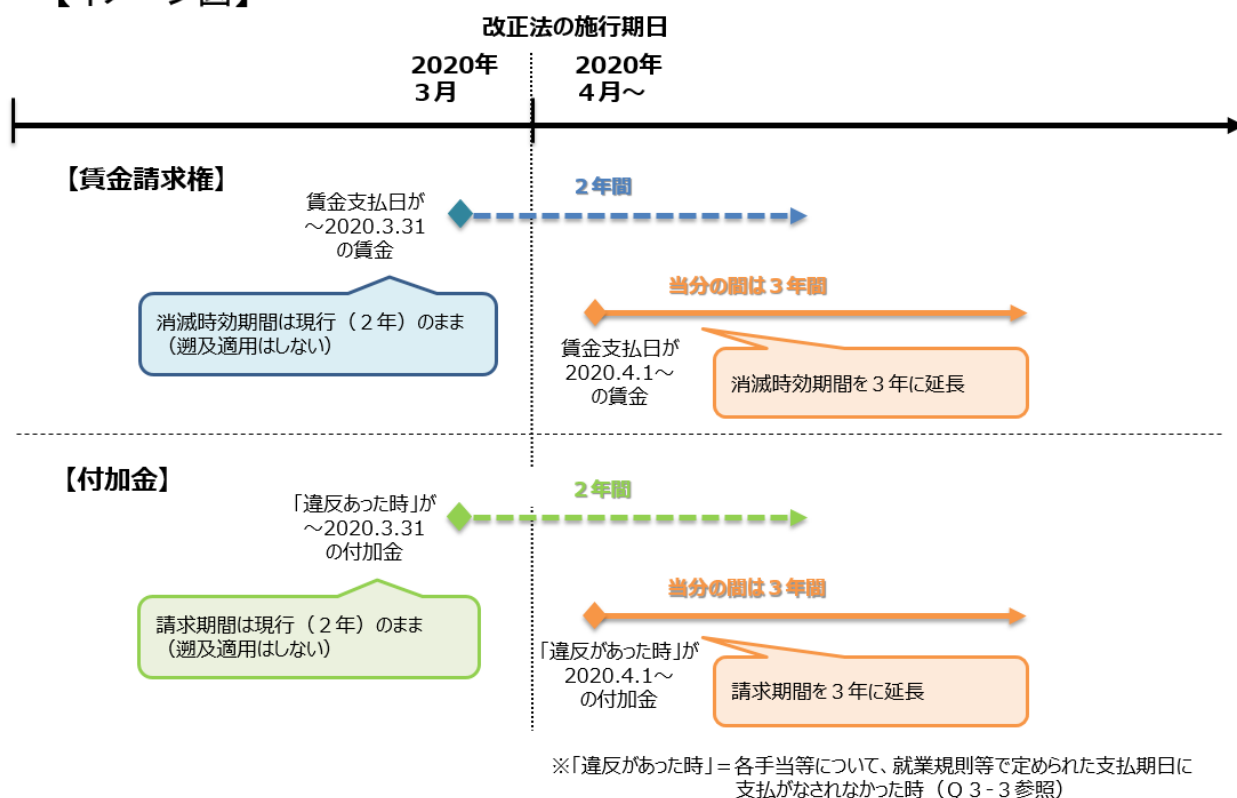 改正法の施行期日
2020年
３月
2020年
４月～
【賃金請求権】
２年間
賃金支払日が
～2020.3.31
の賃金
消滅時効期間は現行（２年）のまま
（遡及適用はしない）
当分の間は３年間
賃金支払日が
2020.4.1～
の賃金
消滅時効期間を３年に延長
【付加金】
２年間
「違反あった時」が
～2020.3.31
の付加金
請求期間は現行（２年）のまま
（遡及適用はしない）
当分の間は３年間
「違反があった時」が
2020.4.1～
の付加金
請求期間を３年に延長
※「違反があった時」＝各手当等について、就業規則等で定められた支払期日に
支払がなされなかった時（Ｑ３-３参照）